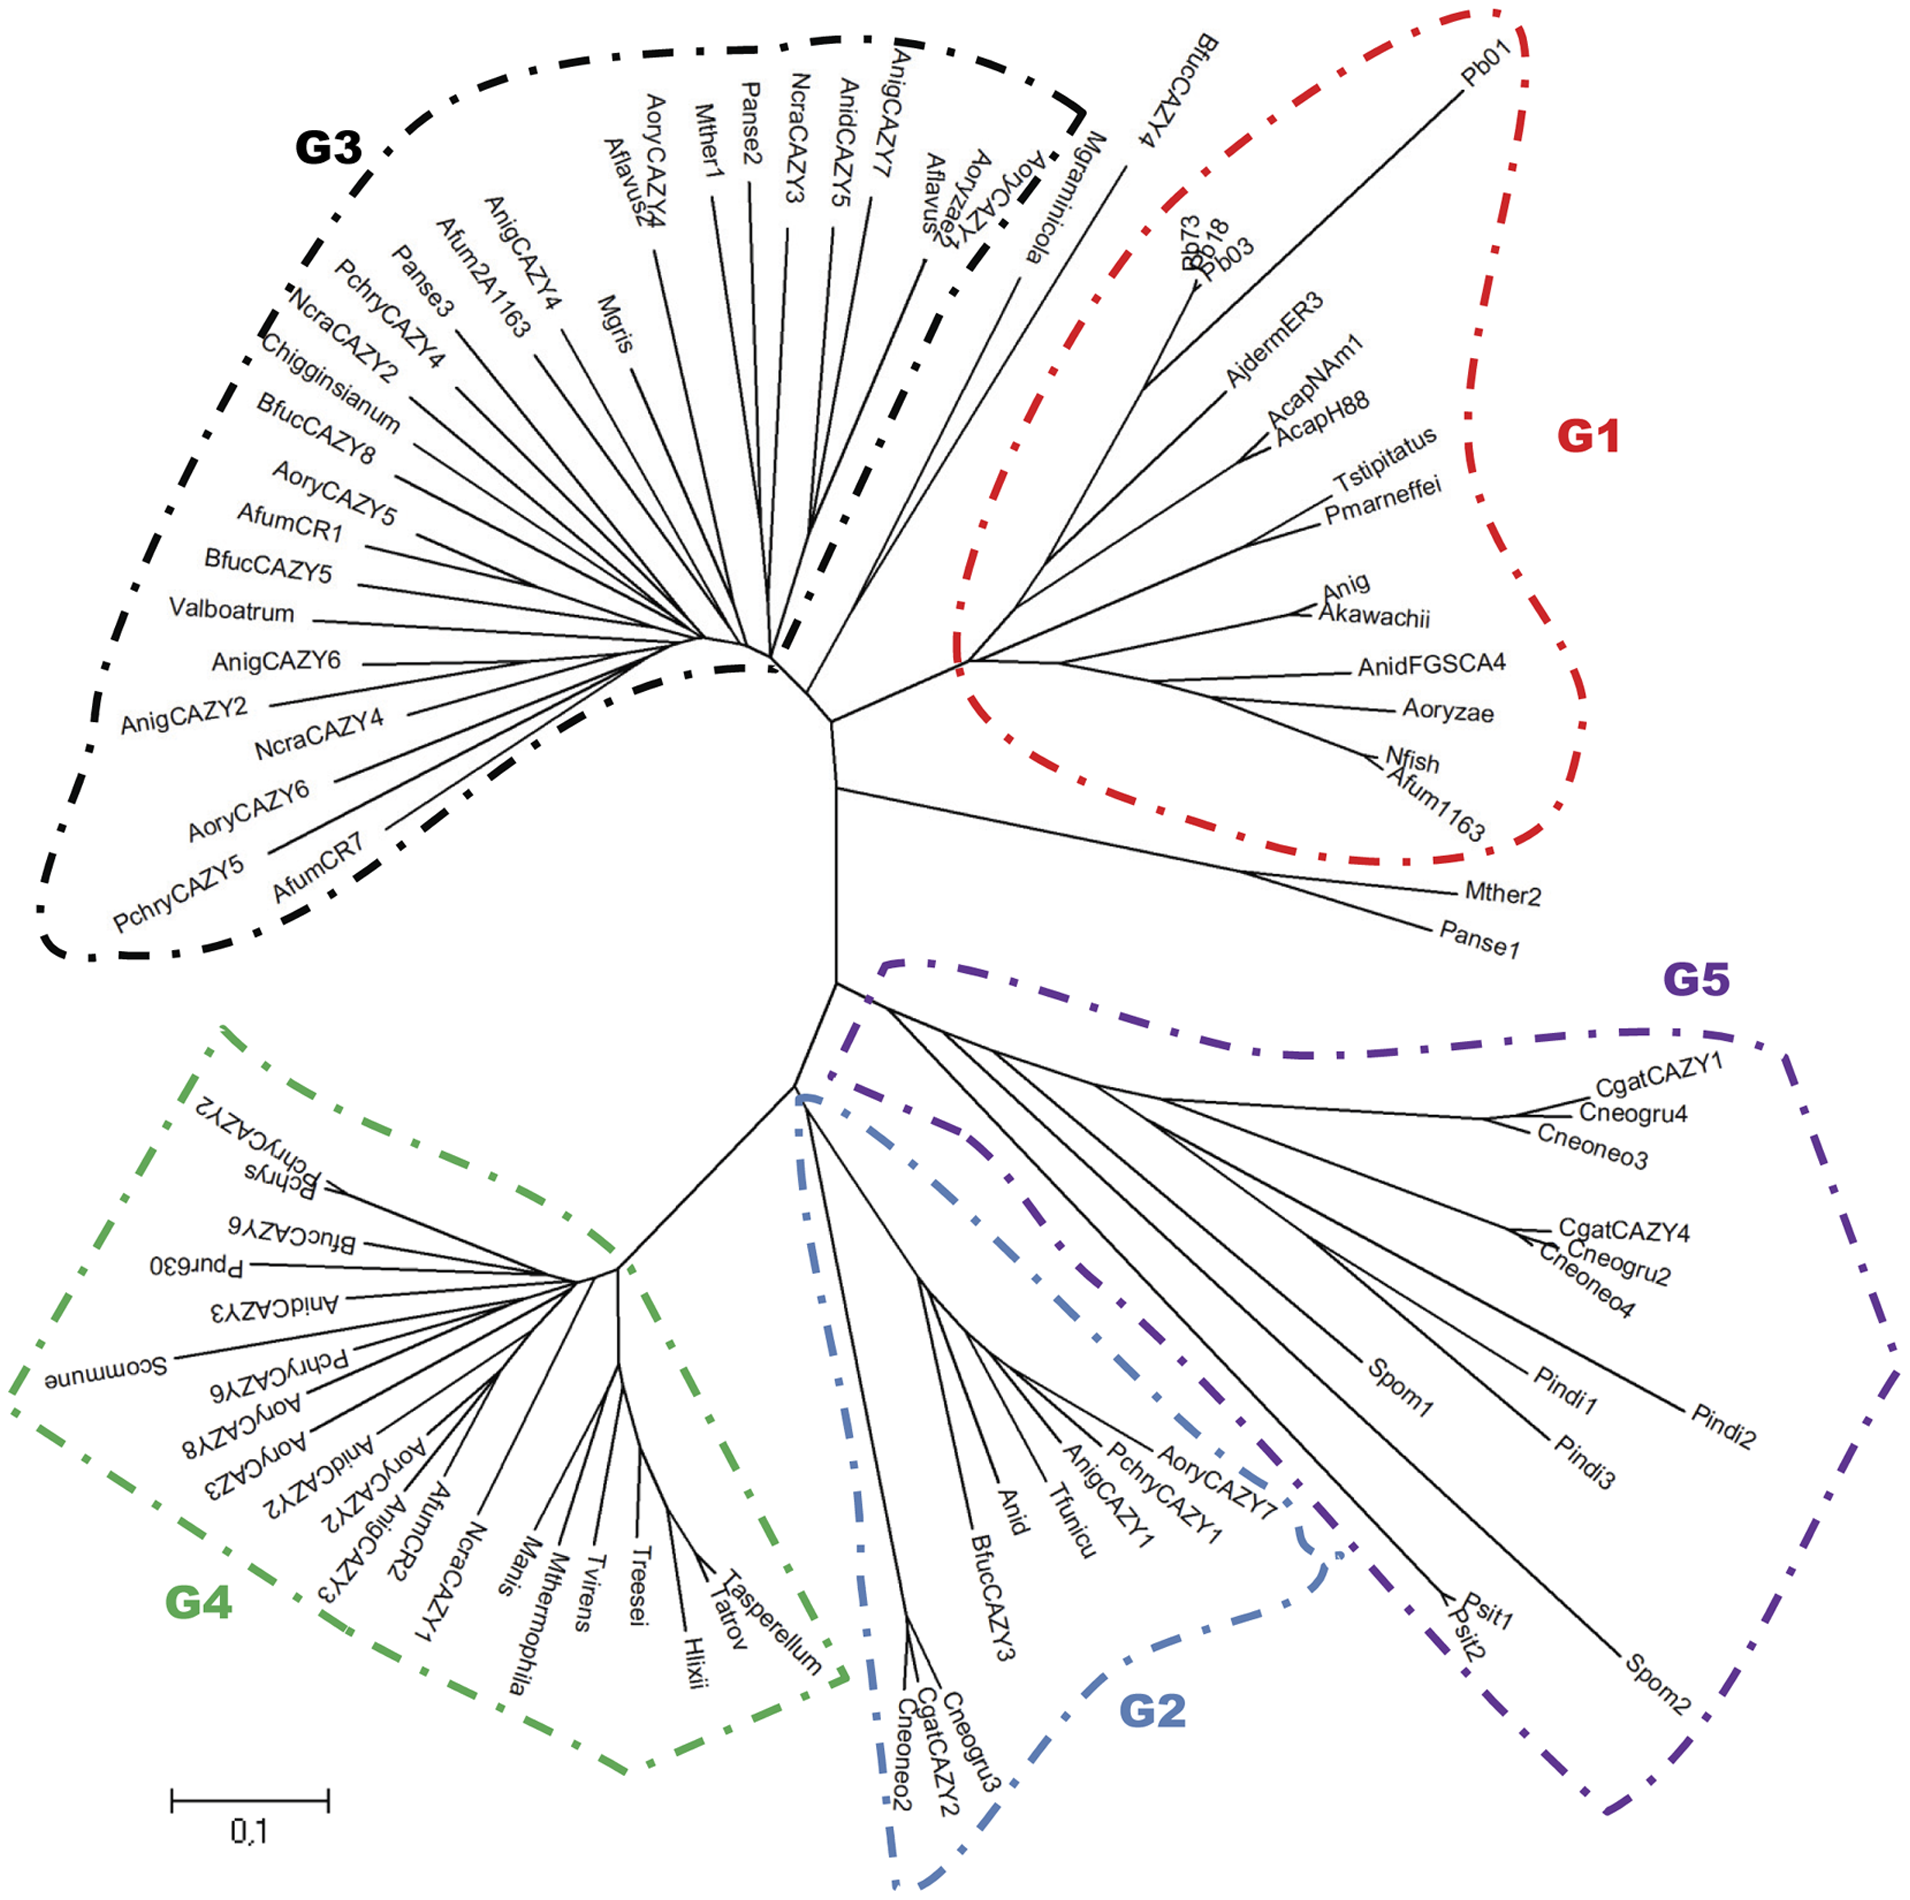 G3
AflavusZ4
AoryCAZY4
Mther1
Panse2
NcraCAZY3
AnidCAZY5
AnigCAZY7
Aflavus2
AoryCAZY
Mgraminicola
BfucCAZY4
Mgris
AnigCAZY4
Afum2A1163
Panse3
PchryCAZY4
NcraCAZY2
Chigginsianum
BfucCAZY8
AoryCAZY5
AfumCR1
BfucCAZY5
Valboatrum
AnigCAZY6
AnigCAZY2
NcraCAZY4
AoryCAZY6
PchryCAZY5
AfumCR7
G1
Pb01
Pb73
Pb18
Pb03
AjdermER3
AcapNAm1
AcapH88
Tstipitatus
Pmarneffei
Anig
Akawachii
AnidFGSCA4
Aoryzae
Nfish
Afum1163
Mther2
Panse1
G5
CgatCAZY1
Cneogru4
Cneoneo3
CgatCAZY4
Cneogru2
Cneoneo4
Pindi2
Pindi1
Pindi3
Spom1
Spom2
Psit1
Psit2
G2
AoryCAZY7
PchryCAZY1
AnigCAZY1
Tfunicu
Anid
BfucCAZY3
Cneogru3
CgatCAZY2
Cneoneo2
G4
PchryCAZY2
Pchrys
BfucCAZY6
Ppur630
AnidCAZY3
Scommune
PchryCAZY6
AoryCAZY8
AoryCAZ3
AnidCAZY2
AoryCAZY2
AnigCAZY3
AfumCR2
NcraCAZY1
Manis
Mthermophila
Tvirens
Treesei
Hlixii
Tatrov
Tasperellum
0.1